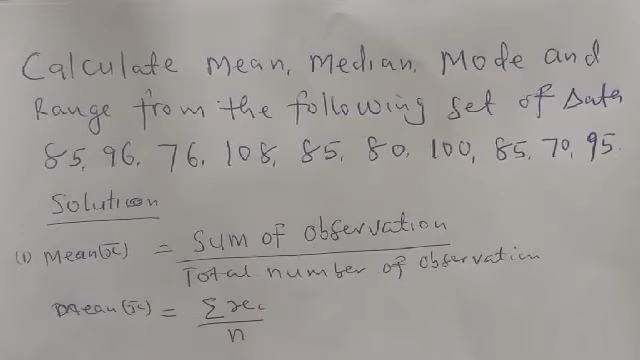 Calculate Mean, Median, Mode and
Range from the following set of Data
85, 96, 76, 108, 85, 80, 100, 85, 70, 95.
Solution
(1) Mean(x̄) = Sum of observation
Total number of observation
Mean(x̄) = Σxᵢ
n